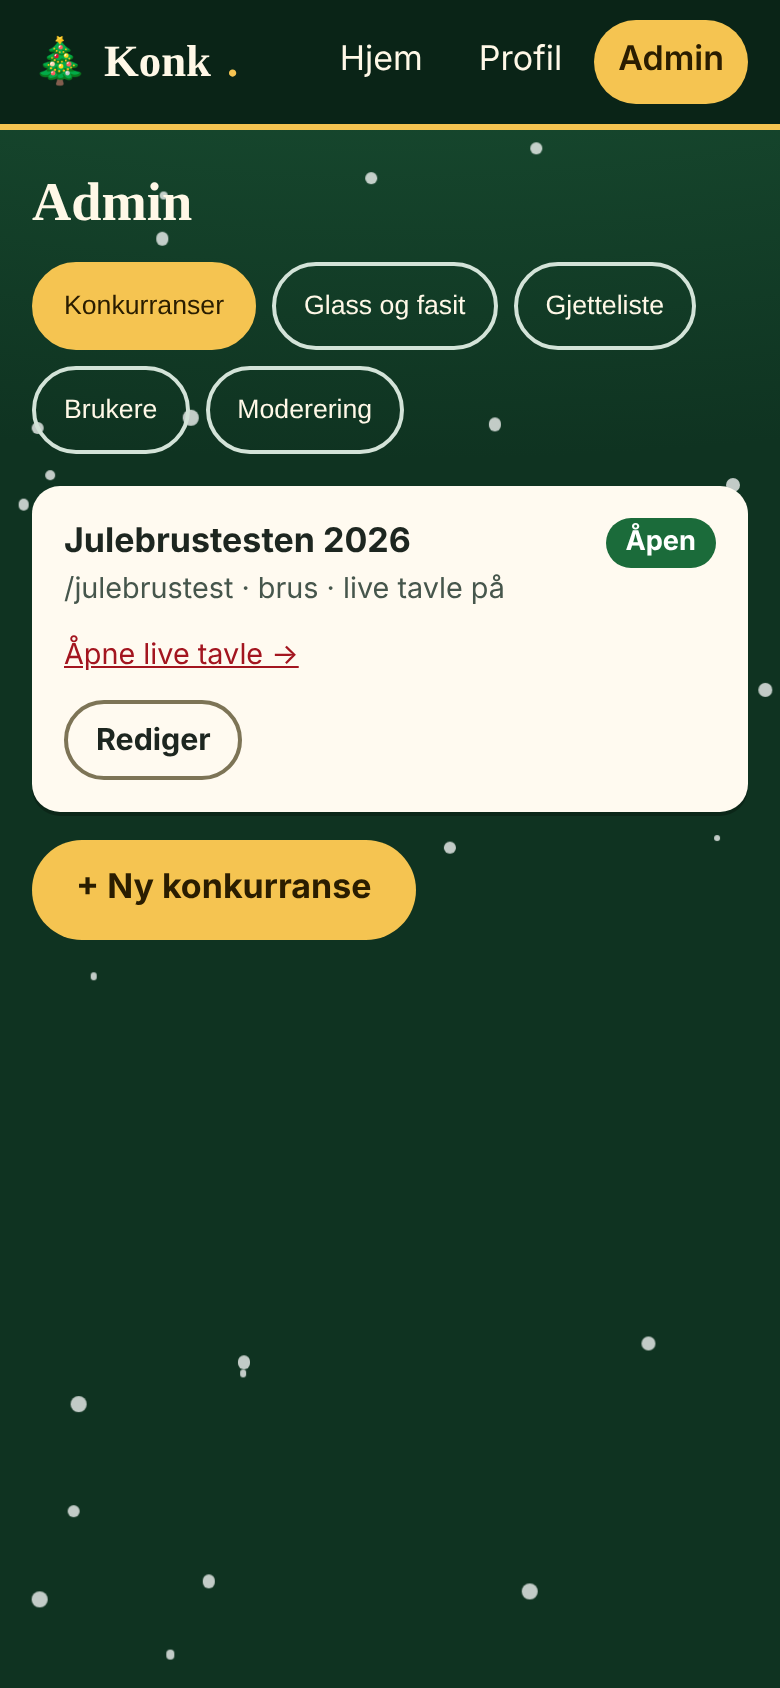 Konk .
Hjem Profil Admin
Admin
Konkurranser Glass og fasit Gjetteliste
Brukere Moderering
Julebrustesten 2026 Åpen
/julebrustest · brus · live tavle på
Åpne live tavle →
Rediger
+ Ny konkurranse